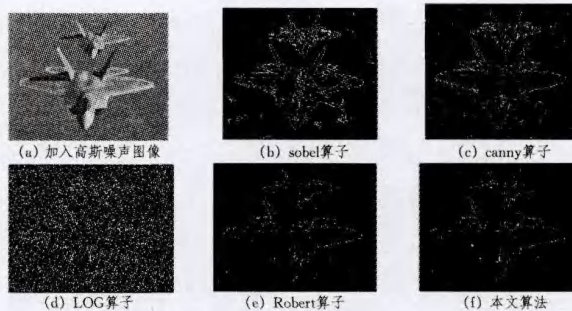 (a) 加入高斯噪声图像
(b) sobel算子
(c) canny算子
(d) LOG算子
(e) Robert算子
(f) 本文算法